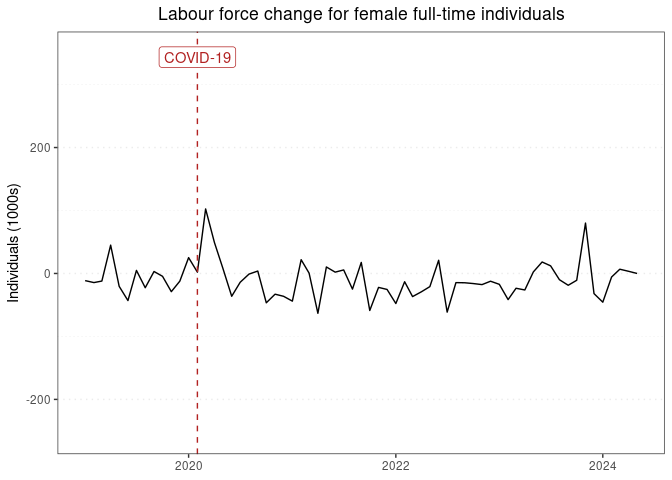 Labour force change for female full-time individuals
COVID-19
Individuals (1000s)
200
0
-200
2020
2022
2024